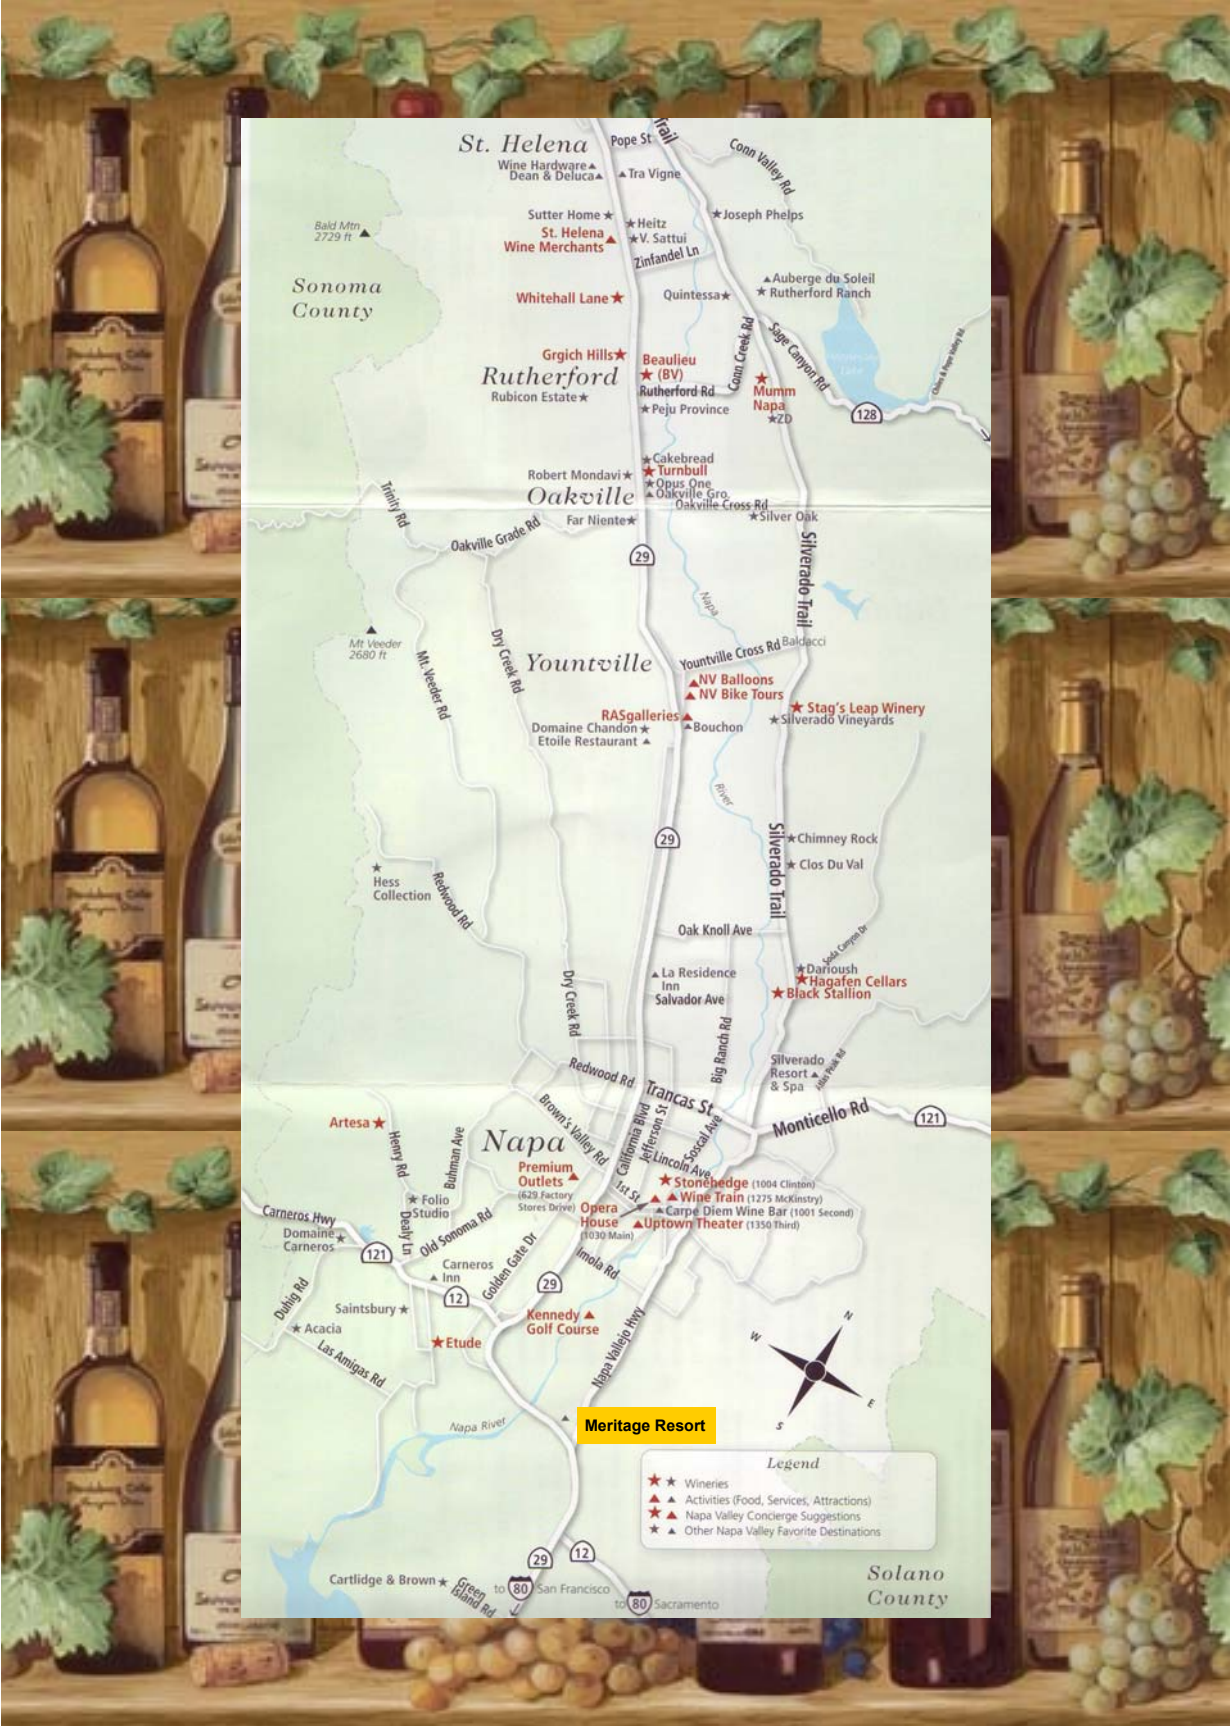 St. Helena
Pope St
Trail
Conn Valley Rd
Wine Hardware
Dean & Deluca
Tra Vigne
Sutter Home
Heitz
Joseph Phelps
St. Helena
Wine Merchants
V. Sattui
Zinfandel Ln
Bald Mtn
2729 ft
Sonoma
County
Auberge du Soleil
Rutherford Ranch
Whitehall Lane
Quintessa
Conn Creek Rd
Sage Canyon Rd
Grgich Hills
Beaulieu
(BV)
Rutherford
Rubicon Estate
Rutherford Rd
Peju Province
Mumm
Napa
ZD
128
Cakebread
Robert Mondavi
Turnbull
Opus One
Oakville
Oakville Gro.
Oakville Cross Rd
Far Niente
Silver Oak
Trinity Rd
Oakville Grade Rd
29
Silverado Trail
Napa
Mt Veeder
2680 ft
Mt. Veeder Rd
Dry Creek Rd
Yountville
Yountville Cross Rd
Baldacci
NV Balloons
NV Bike Tours
RASgalleries
Domaine Chandon
Etoile Restaurant
Bouchon
Stag's Leap Winery
Silverado Vineyards
River
29
Silverado Trail
Chimney Rock
Clos Du Val
Hess
Collection
Redwood Rd
Oak Knoll Ave
Soda Canyon Dr
La Residence
Inn
Salvador Ave
Darioush
Hagafen Cellars
Black Stallion
Dry Creek Rd
Big Ranch Rd
Redwood Rd
Trancas St
Silverado
Resort
& Spa
Atlas Peak Rd
Monticello Rd
121
Artesa
Henry Rd
Buhman Ave
Napa
Brown's Valley Rd
California Blvd
Jefferson St
Soscal Ave
Lincoln Ave
Premium
Outlets
(629 Factory
Stores Drive)
1st St
Stonehedge (1004 Clinton)
Wine Train (1275 McKinstry)
Carpe Diem Wine Bar (1001 Second)
Opera
House
(1030 Main)
Uptown Theater (1350 Third)
Folio
Studio
Carneros Hwy
Domaine
Carneros
121
Dealy Ln
Old Sonoma Rd
Golden Gate Dr
Imola Rd
Carneros
Inn
12
29
Duhig Rd
Saintsbury
Acacia
Las Amigas Rd
Etude
Kennedy
Golf Course
Napa Vallejo Hwy
N
W
E
S
Napa River
Meritage Resort
Legend
Wineries
Activities (Food, Services, Attractions)
Napa Valley Concierge Suggestions
Other Napa Valley Favorite Destinations
29
12
Cartlidge & Brown
Green
Island Rd
to 80 San Francisco
to 80 Sacramento
Solano
County